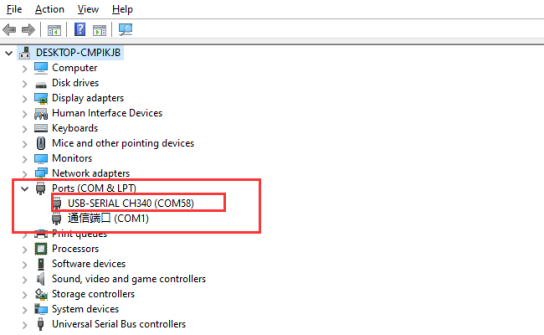 File Action View Help
DESKTOP-CMPIKJB
Computer
Disk drives
Display adapters
Human Interface Devices
Keyboards
Mice and other pointing devices
Monitors
Network adapters
Ports (COM & LPT)
USB-SERIAL CH340 (COM58)
通信端口 (COM1)
Print queues
Processors
Software devices
Sound, video and game controllers
Storage controllers
System devices
Universal Serial Bus controllers